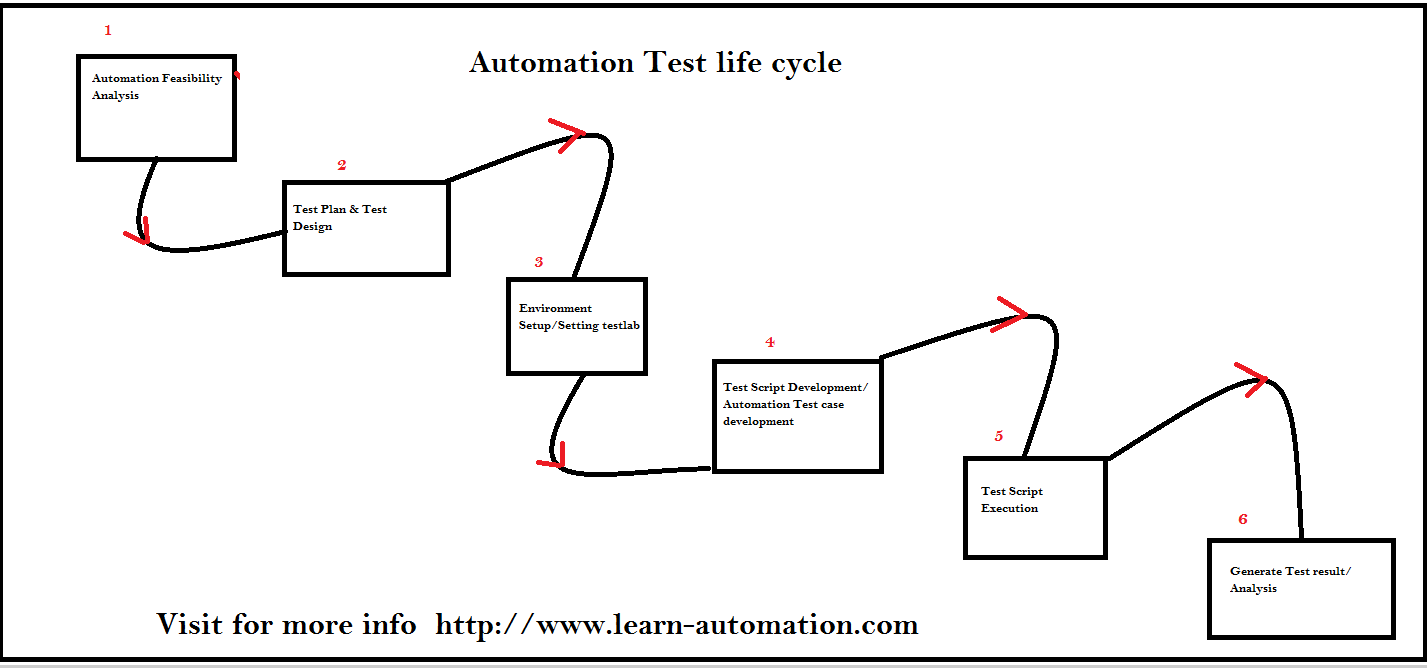 1
Automation Test life cycle
Automation Feasibility
Analysis
2
Test Plan & Test
Design
3
Environment
Setup/Setting testlab
4
Test Script Development/
Automation Test case
development
5
Test Script
Execution
6
Generate Test result/
Analysis
Visit for more info http://www.learn-automation.com